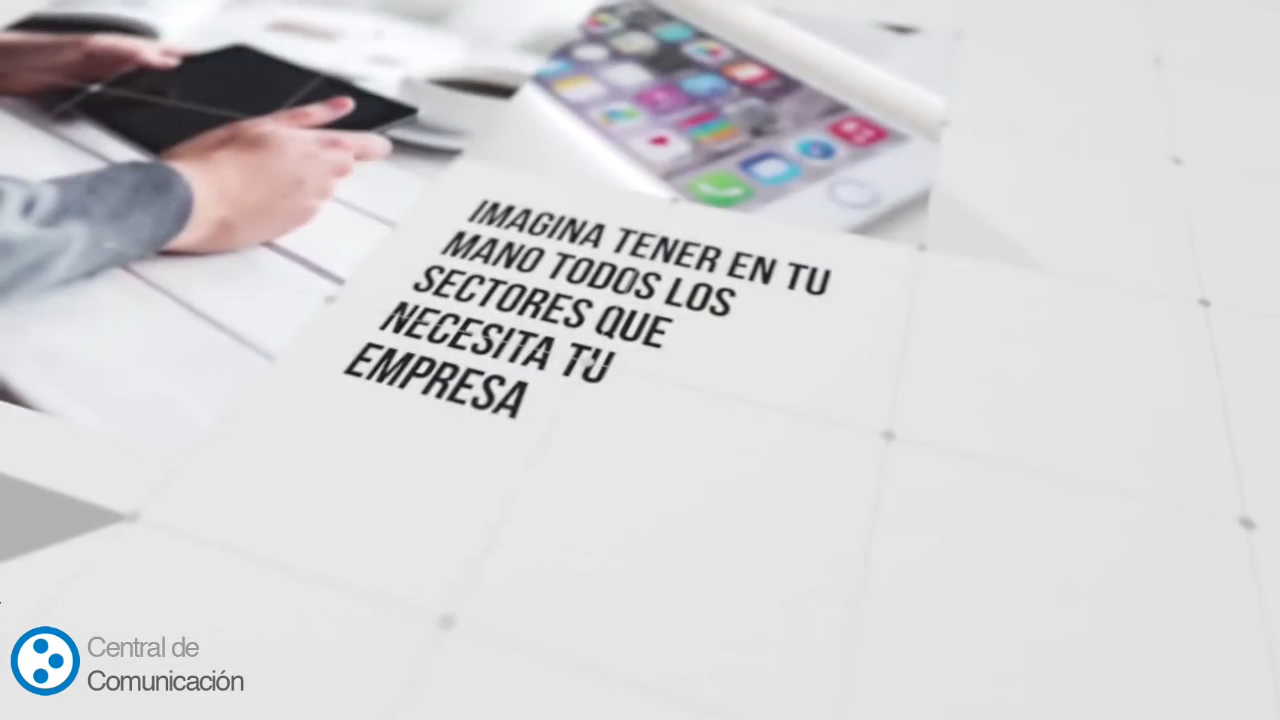 IMAGINA TENER EN TU
MANO TODOS LOS
SECTORES QUE
NECESITA TU
EMPRESA
Central de
Comunicación